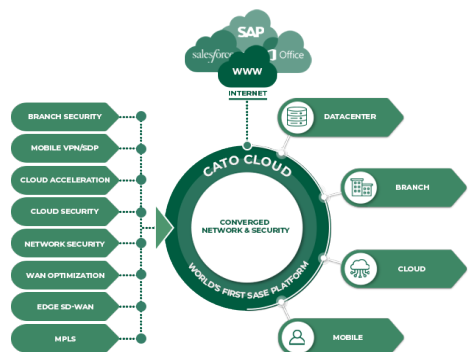 SAP
salesforce
Office
WWW
INTERNET
BRANCH SECURITY
MOBILE VPN/SDP
CLOUD ACCELERATION
CLOUD SECURITY
NETWORK SECURITY
WAN OPTIMIZATION
EDGE SD-WAN
MPLS
CATO CLOUD
CONVERGED
NETWORK & SECURITY
WORLD'S FIRST SASE PLATFORM
DATACENTER
BRANCH
CLOUD
MOBILE